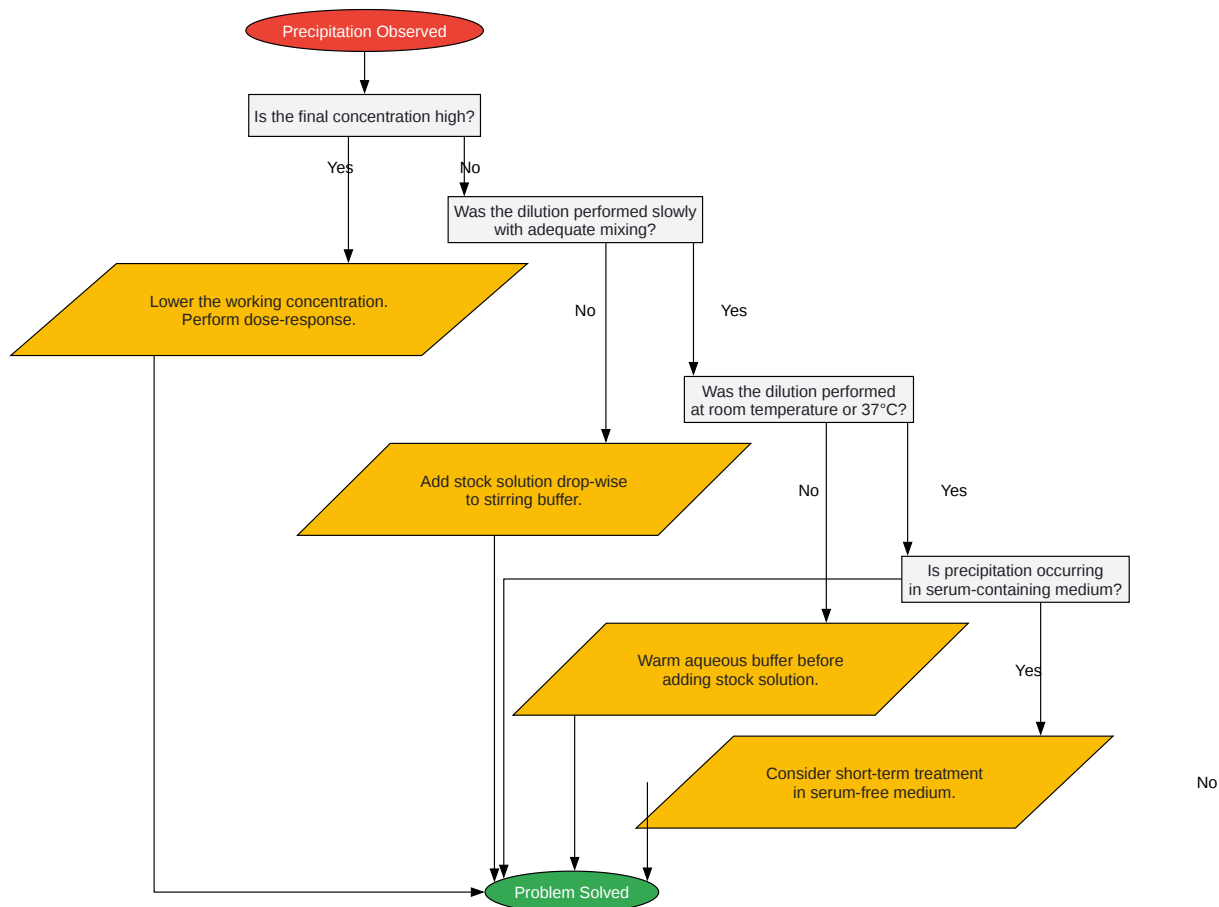 Precipitation Observed
Is the final concentration high?
Yes
No
Was the dilution performed slowly
with adequate mixing?
Lower the working concentration.
Perform dose-response.
No
Yes
Was the dilution performed
at room temperature or 37°C?
Add stock solution drop-wise
to stirring buffer.
No
Yes
Is precipitation occurring
in serum-containing medium?
Warm aqueous buffer before
adding stock solution.
Yes
Consider short-term treatment
in serum-free medium.
No
Problem Solved